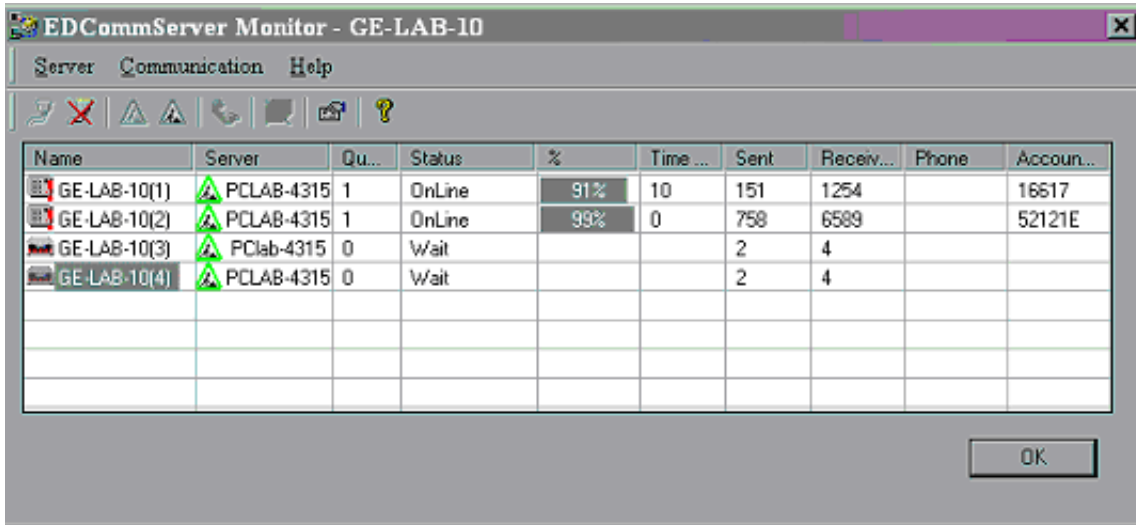 EDCommServer Monitor - GE-LAB-10
Server Communication Help
Name Server Qu... Status % Time ... Sent Receiv... Phone Accoun...
GE-LAB-10(1) PCLAB-4315 1 OnLine 91% 10 151 1254 16617
GE-LAB-10(2) PCLAB-4315 1 OnLine 99% 0 758 6589 52121E
GE-LAB-10(3) PClab-4315 0 Wait 2 4
GE-LAB-10(4) PCLAB-4315 0 Wait 2 4
OK